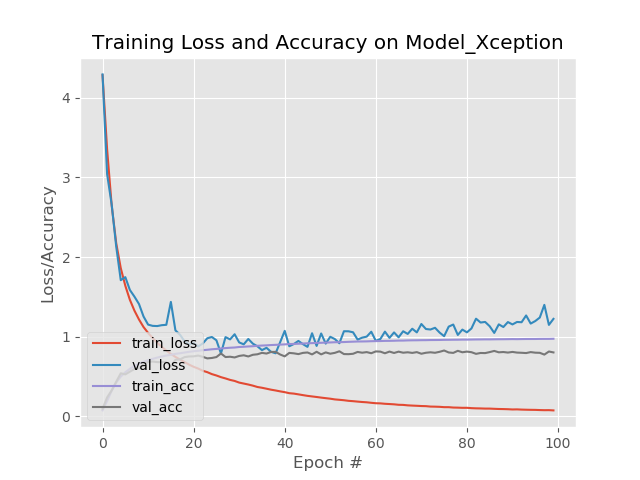 Training Loss and Accuracy on Model_Xception
Loss/Accuracy
4
3
2
1
0
train_loss
val_loss
train_acc
val_acc
0 20 40 60 80 100
Epoch #